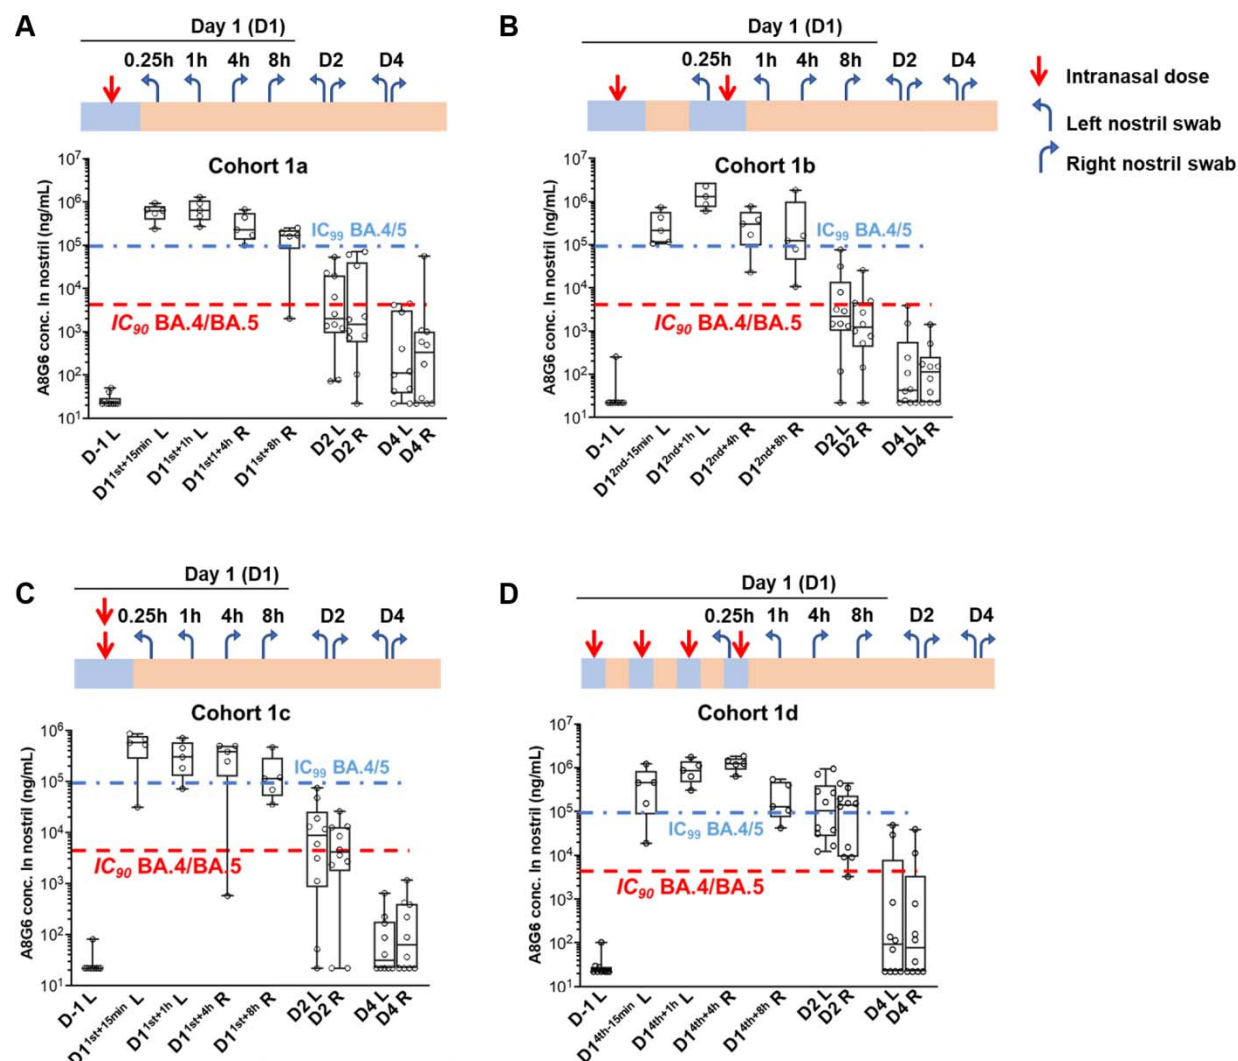 A
Day 1 (D1)
0.25h 1h 4h 8h D2 D4
Cohort 1a
A8G6 conc. In nostril (ng/mL)
10⁷
10⁶
10⁵
10⁴
10³
10²
10¹
IC₉₉ BA.4/5
IC₉₀ BA.4/BA.5
D-1 L
D1¹ˢᵗ⁺¹⁵ᵐⁱⁿ L
D1¹ˢᵗ⁺¹ʰ L
D1¹ˢᵗ¹⁺⁴ʰ R
D1¹ˢᵗ⁺⁸ʰ R
D2 L
D2 R
D4 L
D4 R
B
Day 1 (D1)
0.25h 1h 4h 8h D2 D4
Cohort 1b
A8G6 conc. In nostril (ng/mL)
10⁷
10⁶
10⁵
10⁴
10³
10²
10¹
IC₉₉ BA.4/5
IC₉₀ BA.4/BA.5
D-1 L
D1²ⁿᵈ⁻¹⁵ᵐⁱⁿ L
D1²ⁿᵈ⁺¹ʰ L
D1²ⁿᵈ⁺⁴ʰ R
D1²ⁿᵈ⁺⁸ʰ R
D2 L
D2 R
D4 L
D4 R
Intranasal dose
Left nostril swab
Right nostril swab
C
Day 1 (D1)
0.25h 1h 4h 8h D2 D4
Cohort 1c
A8G6 conc. In nostril (ng/mL)
10⁶
10⁵
10⁴
10³
10²
10¹
IC₉₉ BA.4/5
IC₉₀ BA.4/BA.5
D-1 L
D1¹ˢᵗ⁺¹⁵ᵐⁱⁿ L
D1¹ˢᵗ⁺¹ʰ L
D1¹ˢᵗ⁺⁴ʰ R
D1¹ˢᵗ⁺⁸ʰ R
D2 L
D2 R
D4 L
D4 R
D
Day 1 (D1)
0.25h 1h 4h 8h D2 D4
Cohort 1d
A8G6 conc. In nostril (ng/mL)
10⁷
10⁶
10⁵
10⁴
10³
10²
10¹
IC₉₉ BA.4/5
IC₉₀ BA.4/BA.5
D-1 L
D1⁴ᵗʰ⁻¹⁵ᵐⁱⁿ L
D1⁴ᵗʰ⁺¹ʰ L
D1⁴ᵗʰ⁺⁴ʰ R
D1⁴ᵗʰ⁺⁸ʰ R
D2 L
D2 R
D4 L
D4 R